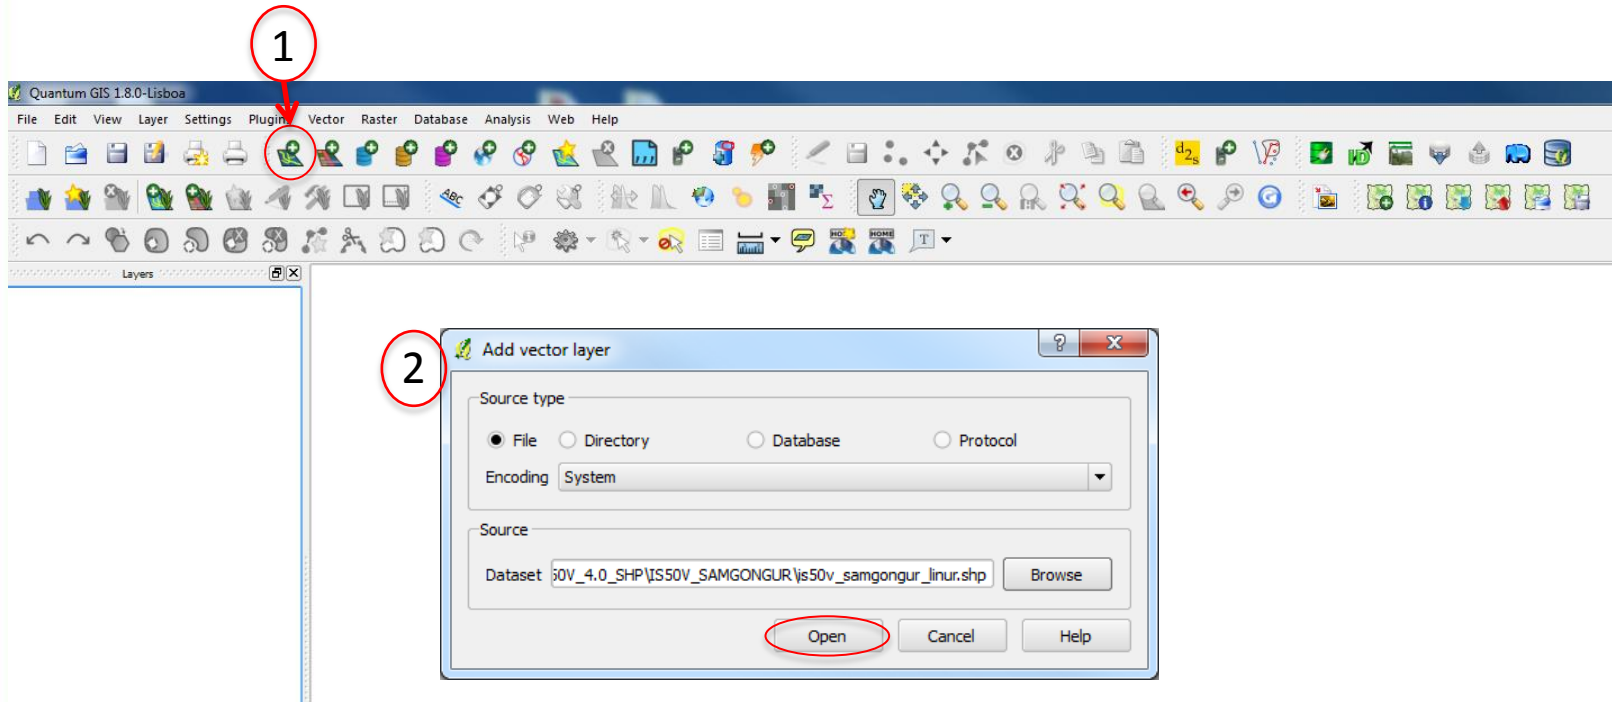 1
Quantum GIS 1.8.0-Lisboa
File Edit View Layer Settings Plugins Vector Raster Database Analysis Web Help
Layers
2
Add vector layer
Source type
File Directory Database Protocol
Encoding System
Source
Dataset 50V_4.0_SHP\IS50V_SAMGONGUR\is50v_samgongur_linur.shp Browse
Open Cancel Help